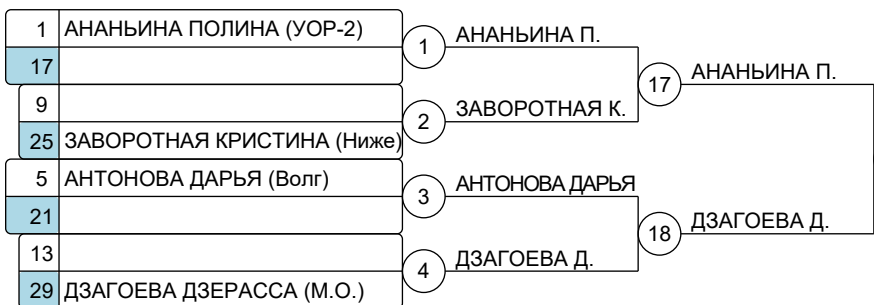 1 АНАНЬИНА ПОЛИНА (УОР-2)
17
9
25 ЗАВОРОТНАЯ КРИСТИНА (Ниже)
5 АНТОНОВА ДАРЬЯ (Волг)
21
13
29 ДЗАГОЕВА ДЗЕРАССА (М.О.)
1 АНАНЬИНА П.
2 ЗАВОРОТНАЯ К.
3 АНТОНОВА ДАРЬЯ
4 ДЗАГОЕВА Д.
17 АНАНЬИНА П.
18 ДЗАГОЕВА Д.